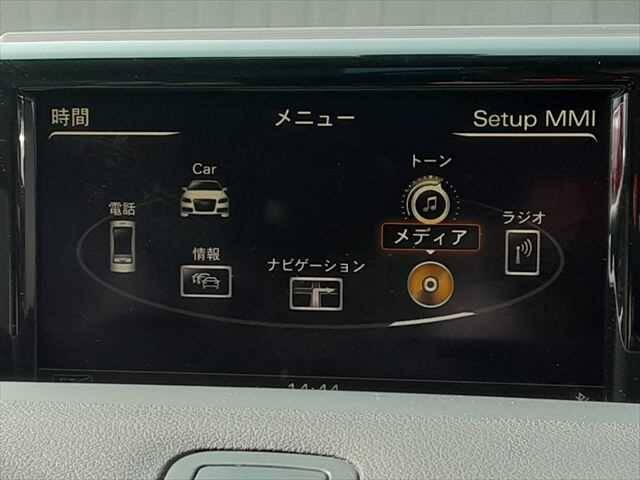 時間
メニュー
Setup MMI
Car
トーン
電話
メディア
ラジオ
情報
ナビゲーション
14:44